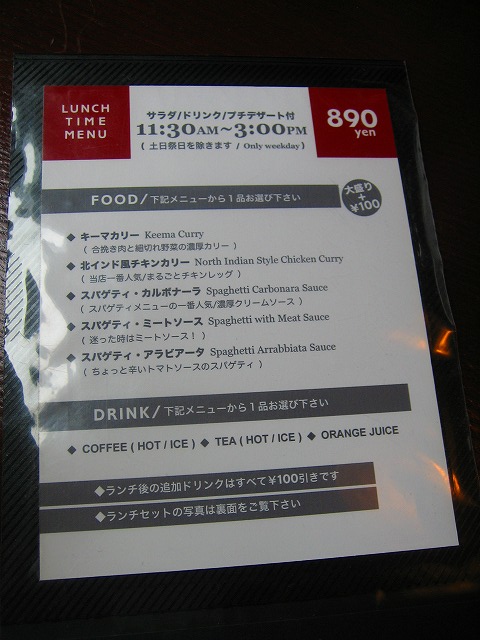 LUNCH
TIME
MENU
サラダ/ドリンク/プチデザート付
11:30AM～3:00PM
( 土日祭日を除きます / Only weekday)
890
yen
FOOD/下記メニューから1品お選び下さい
大盛り
+
¥100
◆ キーマカリー Keema Curry
( 合挽き肉と細切れ野菜の濃厚カリー )
◆ 北インド風チキンカリー North Indian Style Chicken Curry
( 当店一番人気/まるごとチキンレッグ )
◆ スパゲティ・カルボナーラ Spaghetti Carbonara Sauce
( スパゲティメニューの一番人気/濃厚クリームソース )
◆ スパゲティ・ミートソース Spaghetti with Meat Sauce
( 迷った時はミートソース！ )
◆ スパゲティ・アラビアータ Spaghetti Arrabbiata Sauce
( ちょっと辛いトマトソースのスパゲティ )
DRINK/下記メニューから1品お選び下さい
◆ COFFEE ( HOT / ICE ) ◆ TEA ( HOT / ICE ) ◆ ORANGE JUICE
◆ランチ後の追加ドリンクはすべて¥100引きです
◆ランチセットの写真は裏面をご覧下さい